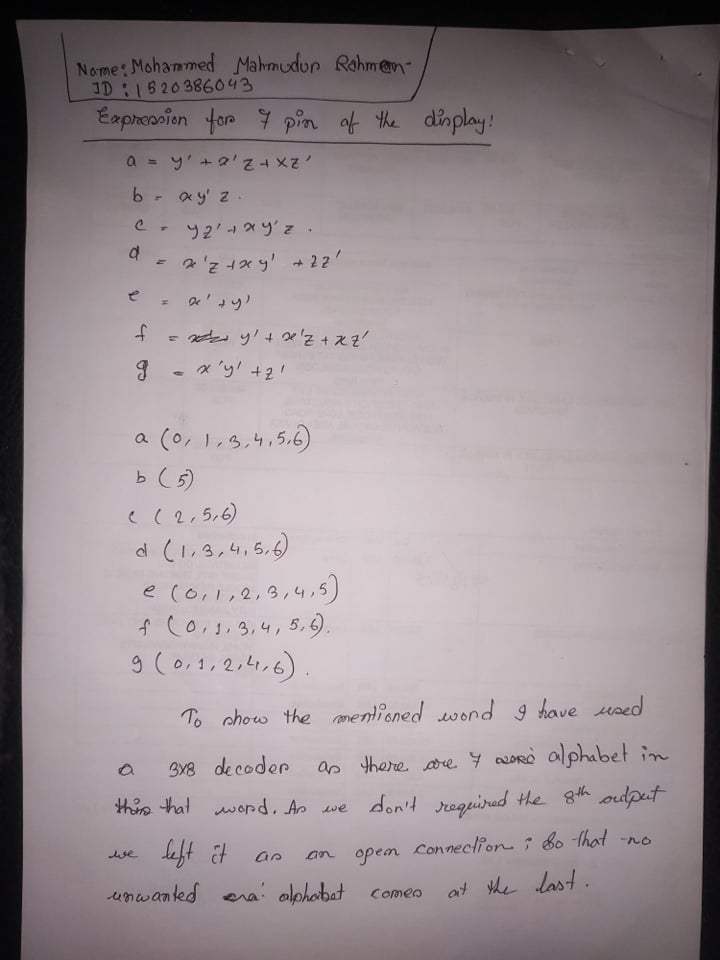 Name: Mohammed Mahmudur Rahman
ID : 1520386043
Expression for 7 pin of the display:
a = y' + x'z + xz'
b = xy'z.
c = yz' + xy'z.
d = x'z + xy' + zz'
e = x' + y'
f = y' + x'z + xz'
g = x'y' + z'
a (0, 1, 3, 4, 5, 6)
b (5)
c (2, 5, 6)
d (1, 3, 4, 5, 6)
e (0, 1, 2, 3, 4, 5)
f (0, 1, 3, 4, 5, 6).
g (0, 1, 2, 4, 6).
To show the mentioned word I have used
a 3x8 decoder as there are 7 alphabet in
that word. As we don't required the 8th output
we left it as an open connection; so that no
unwanted alphabet comes at the last.